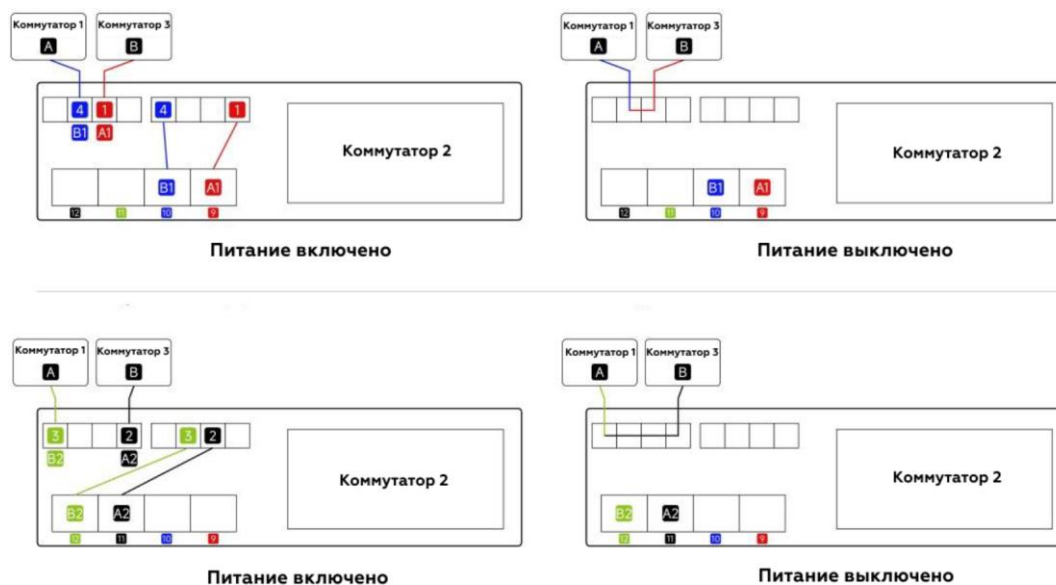 Коммутатор 1
A
Коммутатор 3
B
4
1
B1
A1
4
1
B1
A1
12
11
10
9
Коммутатор 2
Питание включено
Коммутатор 1
A
Коммутатор 3
B
B1
A1
12
11
10
9
Коммутатор 2
Питание выключено
Коммутатор 1
A
Коммутатор 3
B
3
2
B2
A2
3
2
B2
A2
12
11
10
9
Коммутатор 2
Питание включено
Коммутатор 1
A
Коммутатор 3
B
B2
A2
12
11
10
9
Коммутатор 2
Питание выключено